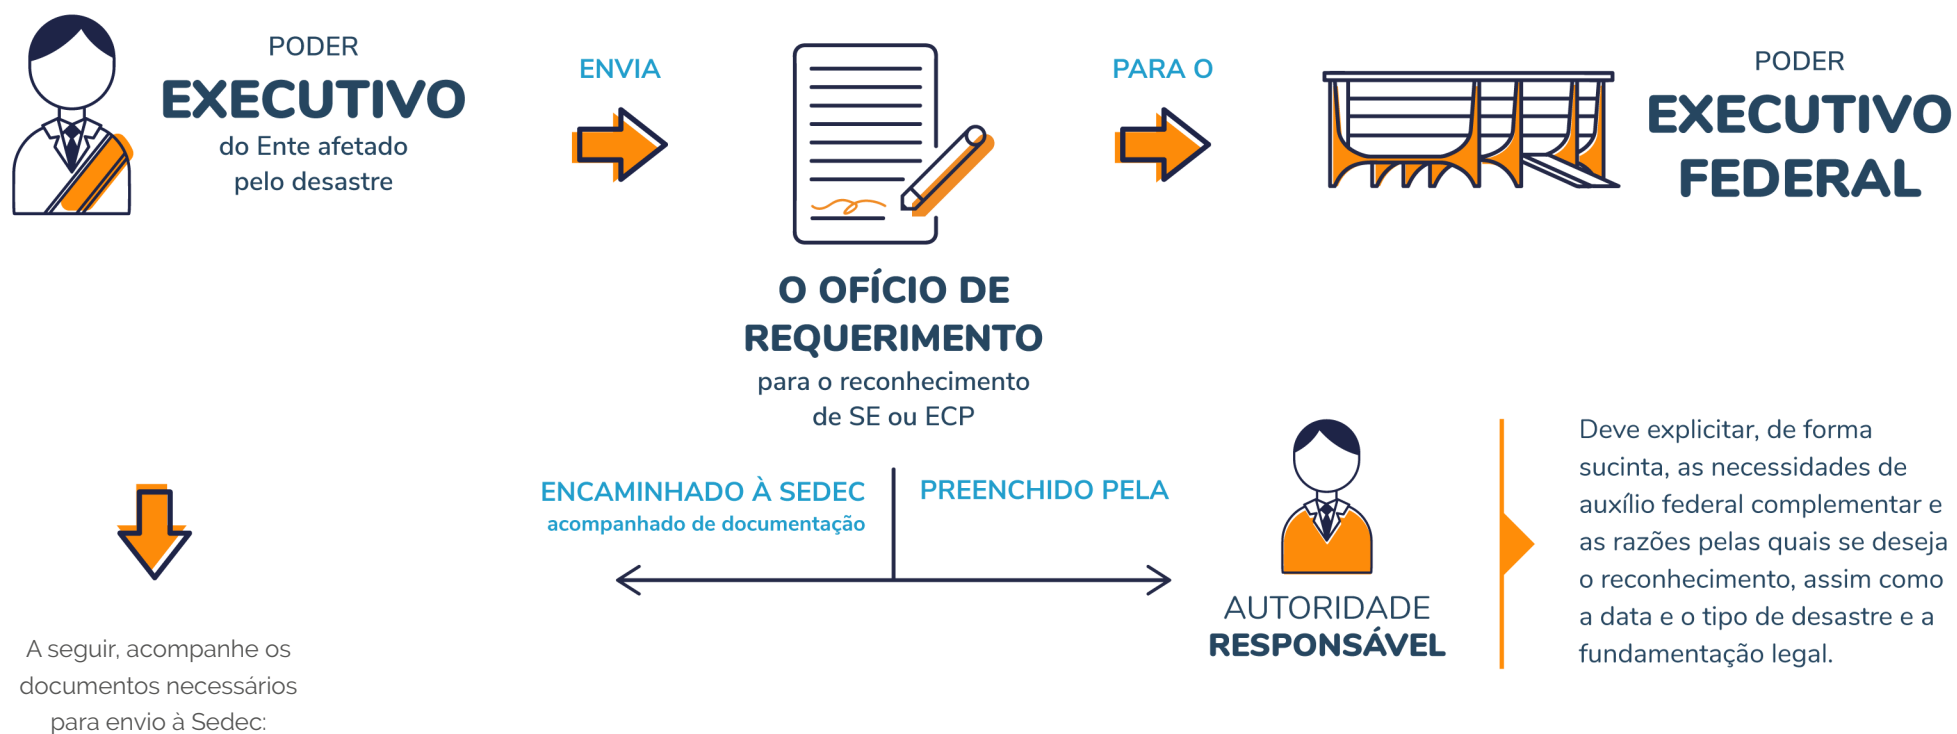 PODER
EXECUTIVO
do Ente afetado
pelo desastre
ENVIA
O OFÍCIO DE
REQUERIMENTO
para o reconhecimento
de SE ou ECP
PARA O
PODER
EXECUTIVO
FEDERAL
ENCAMINHADO À SEDEC
acompanhado de documentação
PREENCHIDO PELA
AUTORIDADE
RESPONSÁVEL
Deve explicitar, de forma
sucinta, as necessidades de
auxílio federal complementar e
as razões pelas quais se deseja
o reconhecimento, assim como
a data e o tipo de desastre e a
fundamentação legal.
A seguir, acompanhe os
documentos necessários
para envio à Sedec: